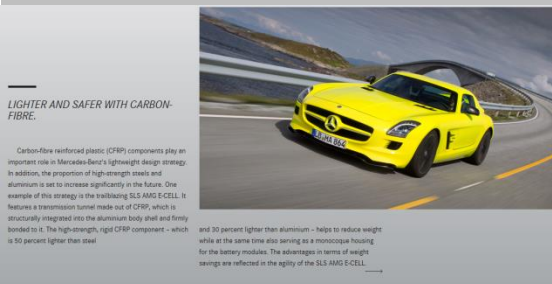 LIGHTER AND SAFER WITH CARBON-
FIBRE.
Carbon-fibre reinforced plastic (CFRP) components play an
important role in Mercedes-Benz's lightweight design strategy.
In addition, the proportion of high-strength steels and
aluminium is set to increase significantly in the future. One
example of this strategy is the trailblazing SLS AMG E-CELL. It
features a transmission tunnel made out of CFRP, which is
structurally integrated into the aluminium body shell and firmly
bonded to it. The high-strength, rigid CFRP component – which
is 50 percent lighter than steel
and 30 percent lighter than aluminium – helps to reduce weight
while at the same time also serving as a monocoque housing
for the battery modules. The advantages in terms of weight
savings are reflected in the agility of the SLS AMG E-CELL.